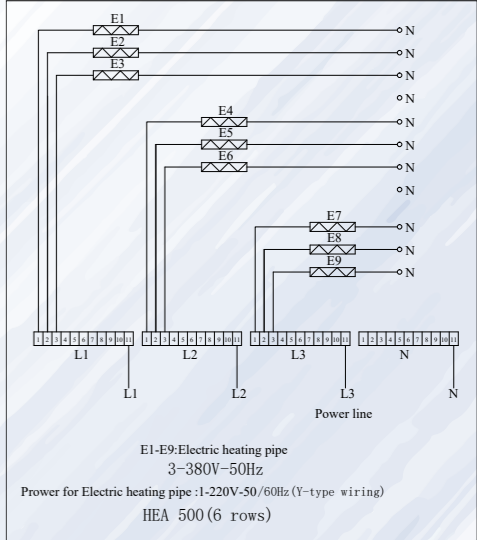 E1
N
E2
N
E3
N
N
E4
N
E5
N
E6
N
N
E7
N
E8
N
E9
N
1 2 3 4 5 6 7 8 9 10 11
1 2 3 4 5 6 7 8 9 10 11
1 2 3 4 5 6 7 8 9 10 11
1 2 3 4 5 6 7 8 9 10 11
L1 L2 L3 N
L1 L2 L3 N
Power line
E1-E9:Electric heating pipe
3-380V-50Hz
Prower for Electric heating pipe :1-220V-50/60Hz(Y-type wiring)
HEA 500(6 rows)